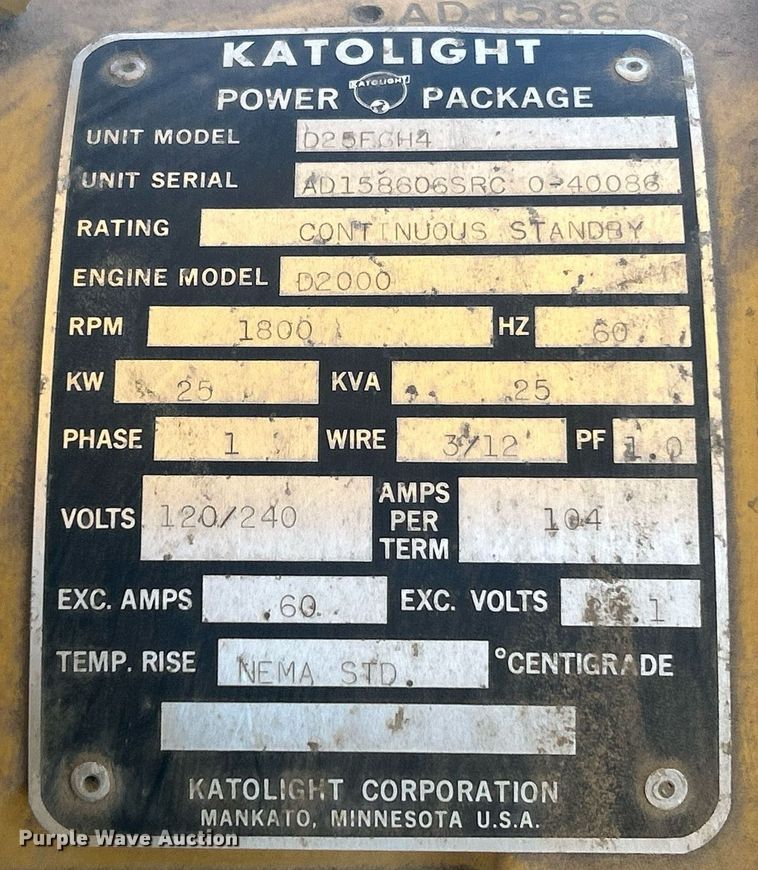 AD158605
KATOLIGHT
KATOLIGHT
POWER PACKAGE
UNIT MODEL D25FGH4
UNIT SERIAL AD158606SRC 0-40086
RATING CONTINUOUS STANDBY
ENGINE MODEL D2000
RPM 1800 HZ 60
KW 25 KVA 25
PHASE 1 WIRE 3/12 PF 1.0
VOLTS 120/240 AMPS PER TERM 104
EXC. AMPS .60 EXC. VOLTS
TEMP. RISE NEMA STD. °CENTIGRADE
KATOLIGHT CORPORATION
MANKATO, MINNESOTA U.S.A.
Purple Wave Auction